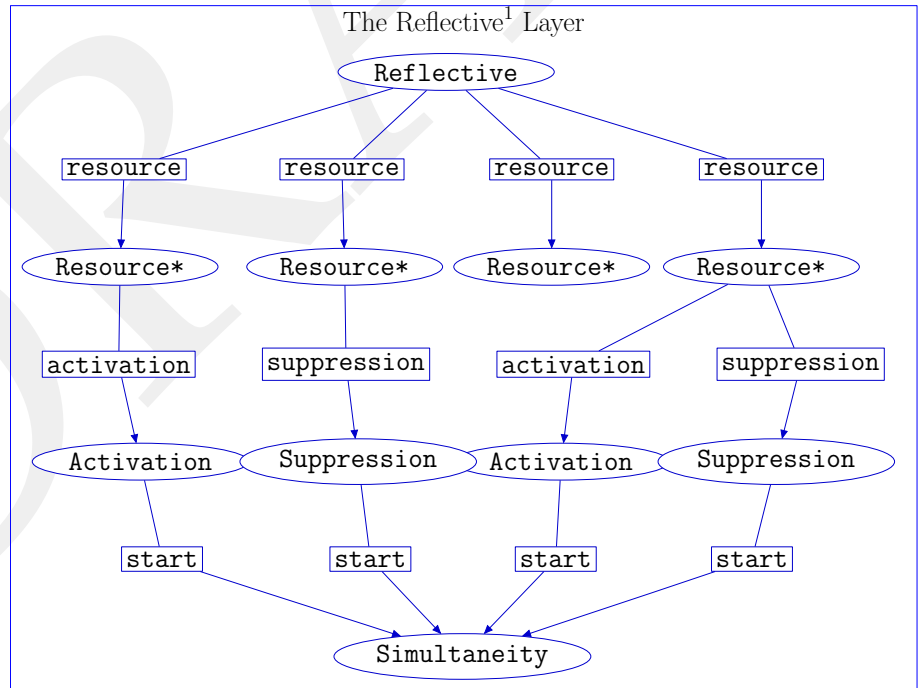 The Reflective¹ Layer
Reflective
resource resource resource resource
Resource* Resource* Resource* Resource*
activation suppression activation suppression
Activation Suppression Activation Suppression
start start start start
Simultaneity